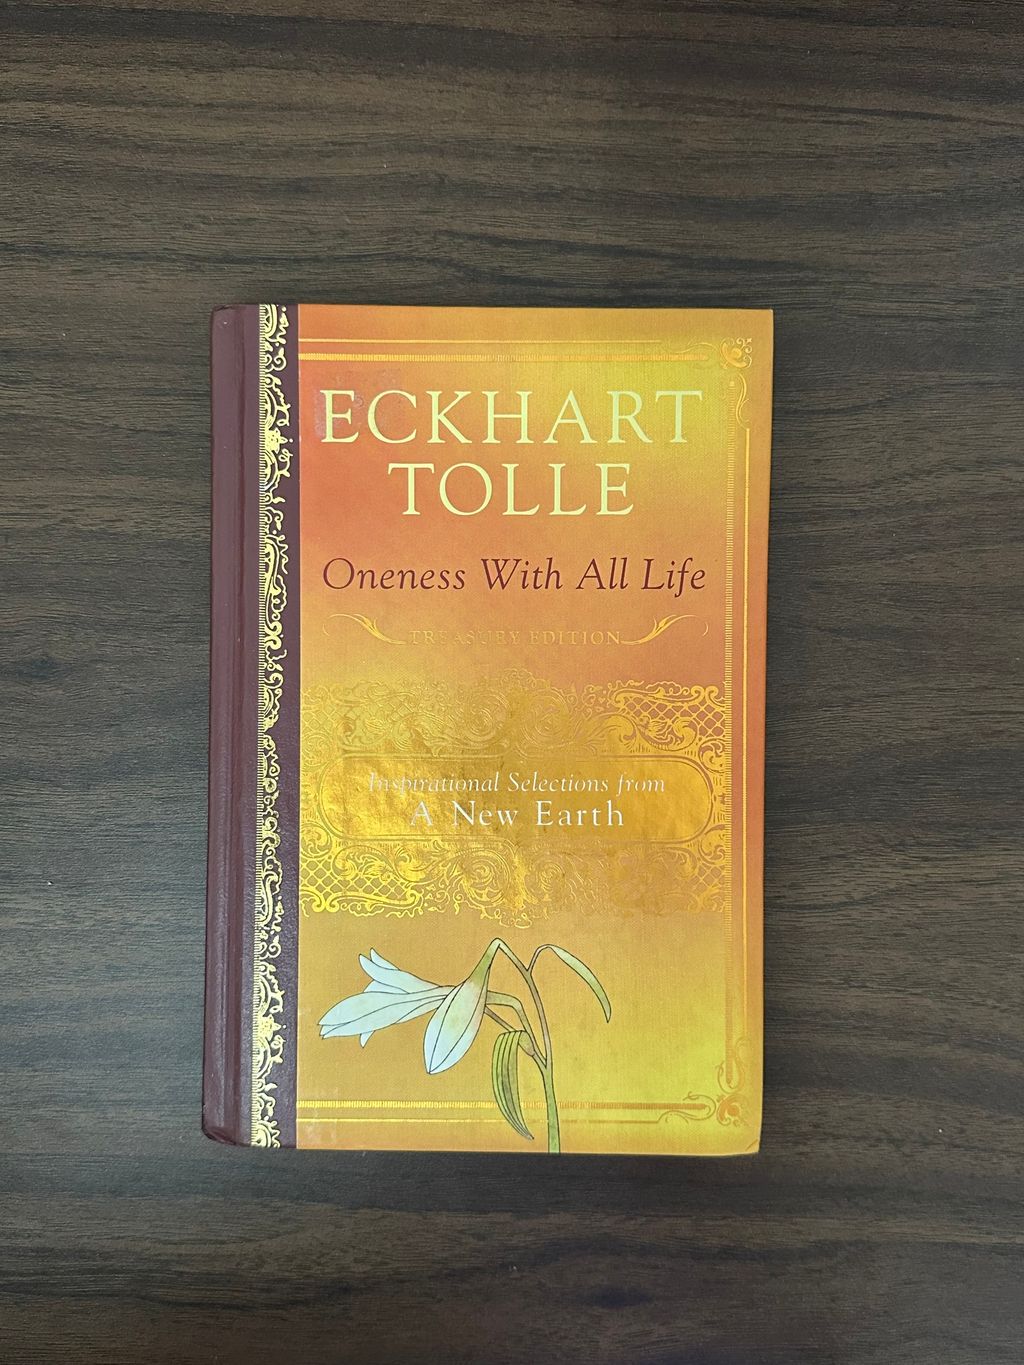 ECKHART
TOLLE
Oneness With All Life
TREASURY EDITION
Inspirational Selections from
A New Earth